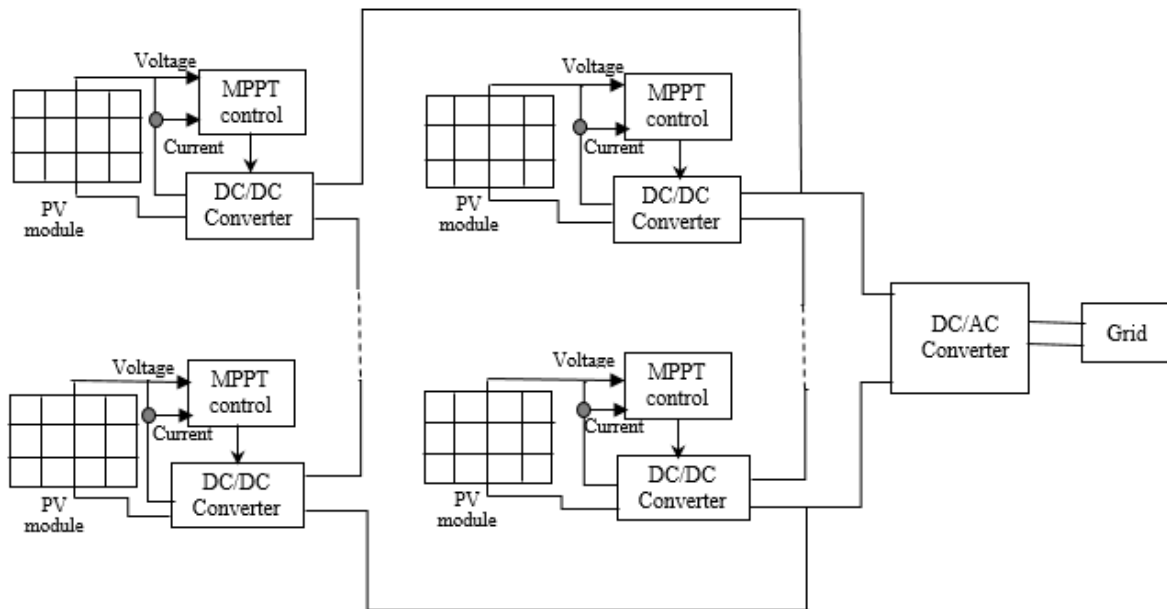 Voltage
MPPT
control
Current
DC/DC
Converter
PV
module
Voltage
MPPT
control
Current
DC/DC
Converter
PV
module
DC/AC
Converter
Grid
Voltage
MPPT
control
Current
DC/DC
Converter
PV
module
Voltage
MPPT
control
Current
DC/DC
Converter
PV
module